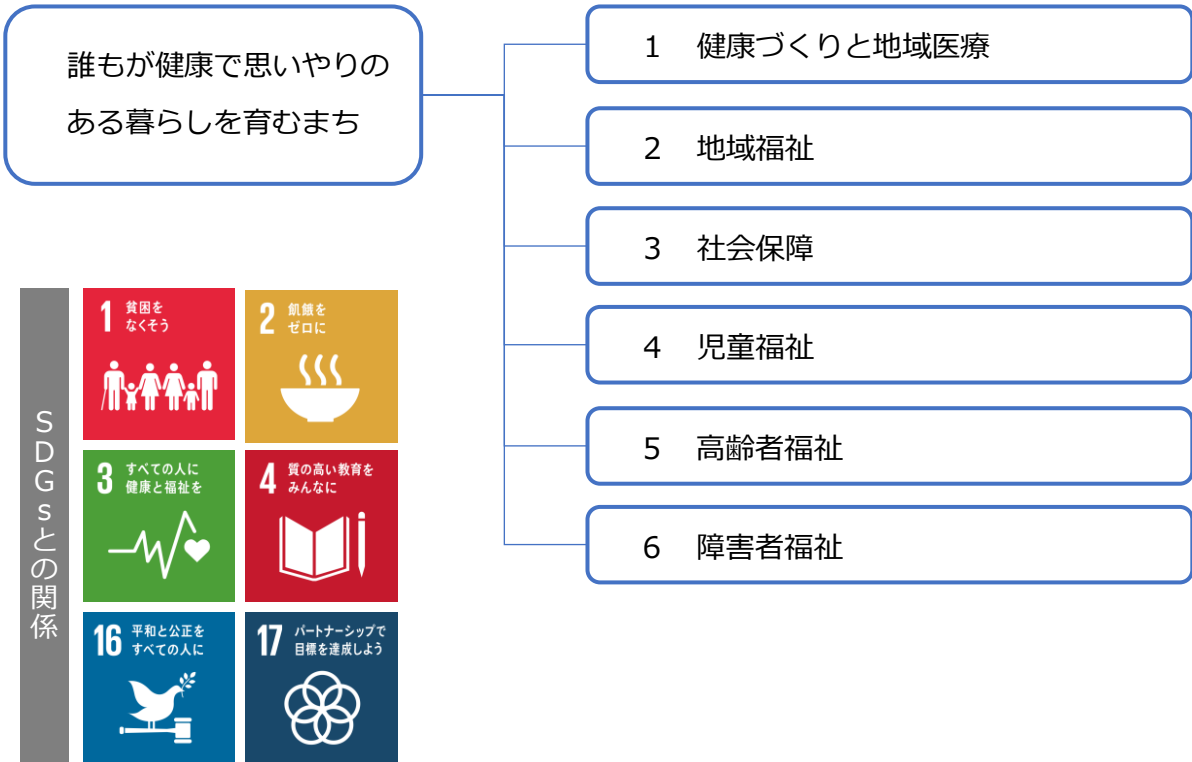 誰もが健康で思いやりの
ある暮らしを育むまち
1 健康づくりと地域医療
2 地域福祉
3 社会保障
4 児童福祉
5 高齢者福祉
6 障害者福祉
SDGsとの関係
1 貧困を
なくそう
2 飢餓を
ゼロに
3 すべての人に
健康と福祉を
4 質の高い教育を
みんなに
16 平和と公正を
すべての人に
17 パートナーシップで
目標を達成しよう